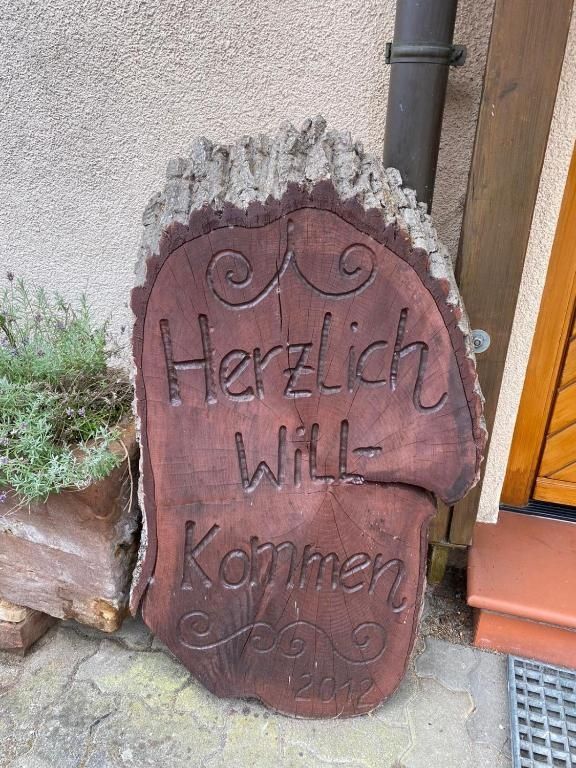 Herzlich
Will-
Kommen
2012